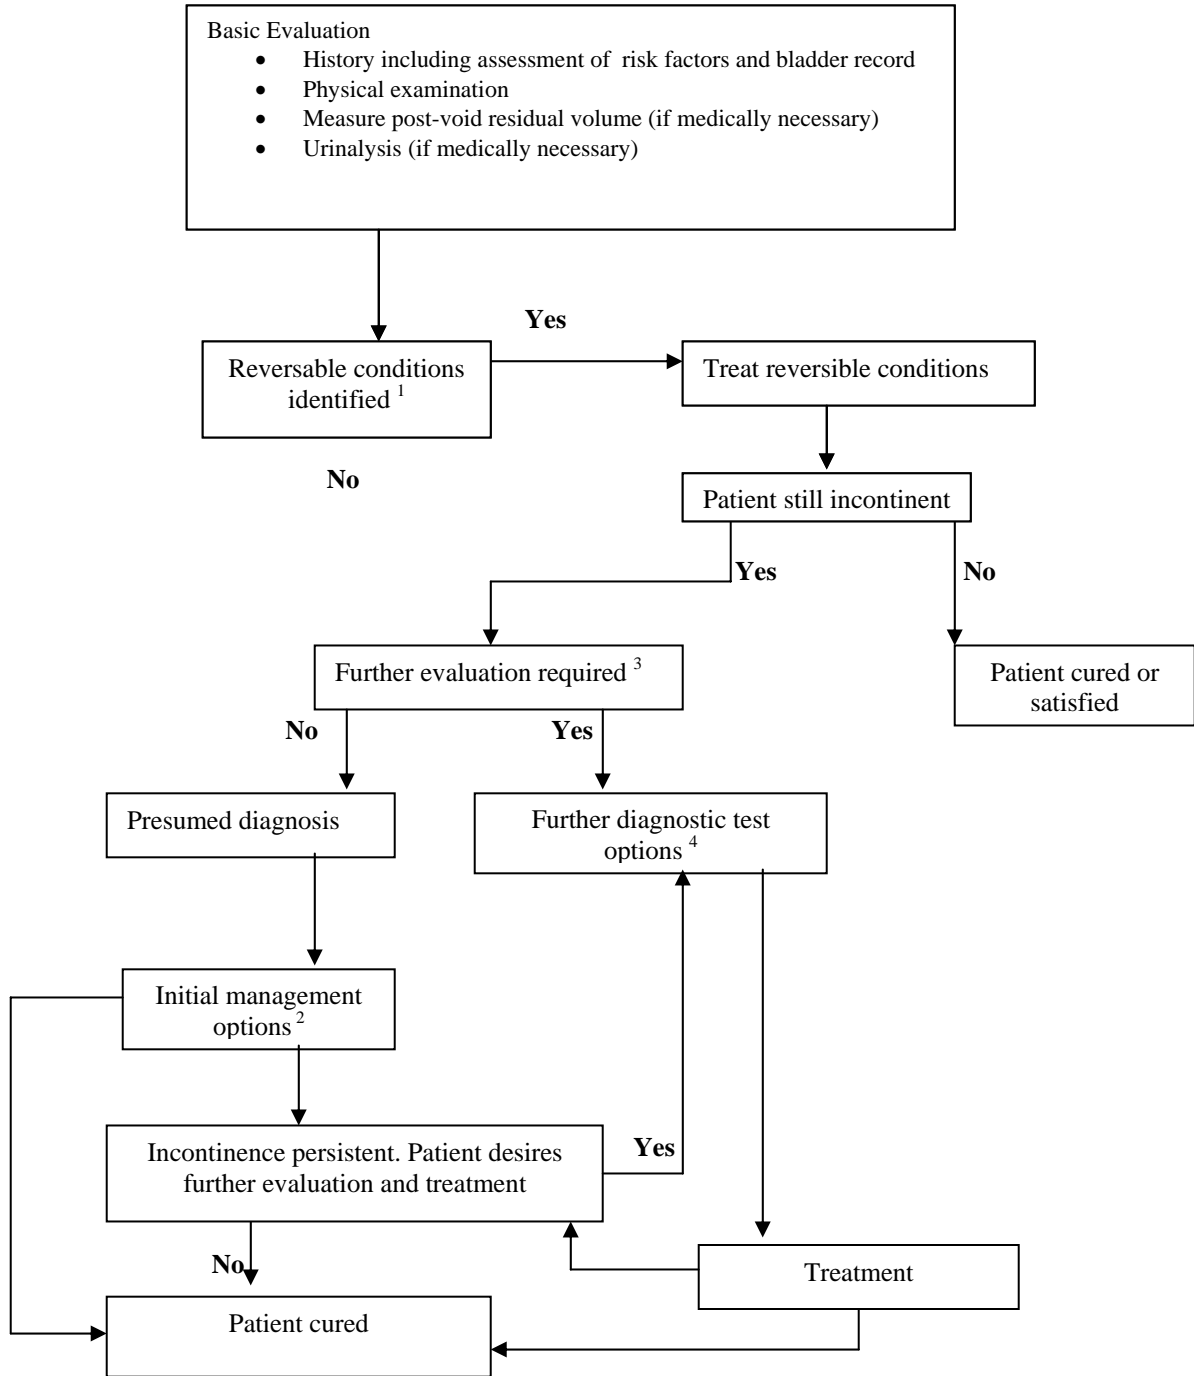 Basic Evaluation
• History including assessment of risk factors and bladder record
• Physical examination
• Measure post-void residual volume (if medically necessary)
• Urinalysis (if medically necessary)
Yes
Reversable conditions
identified 1
Treat reversible conditions
No
Patient still incontinent
Yes
No
Further evaluation required 3
Patient cured or
satisfied
No
Yes
Presumed diagnosis
Further diagnostic test
options 4
Initial management
options 2
Incontinence persistent. Patient desires
further evaluation and treatment
Yes
No
Treatment
Patient cured